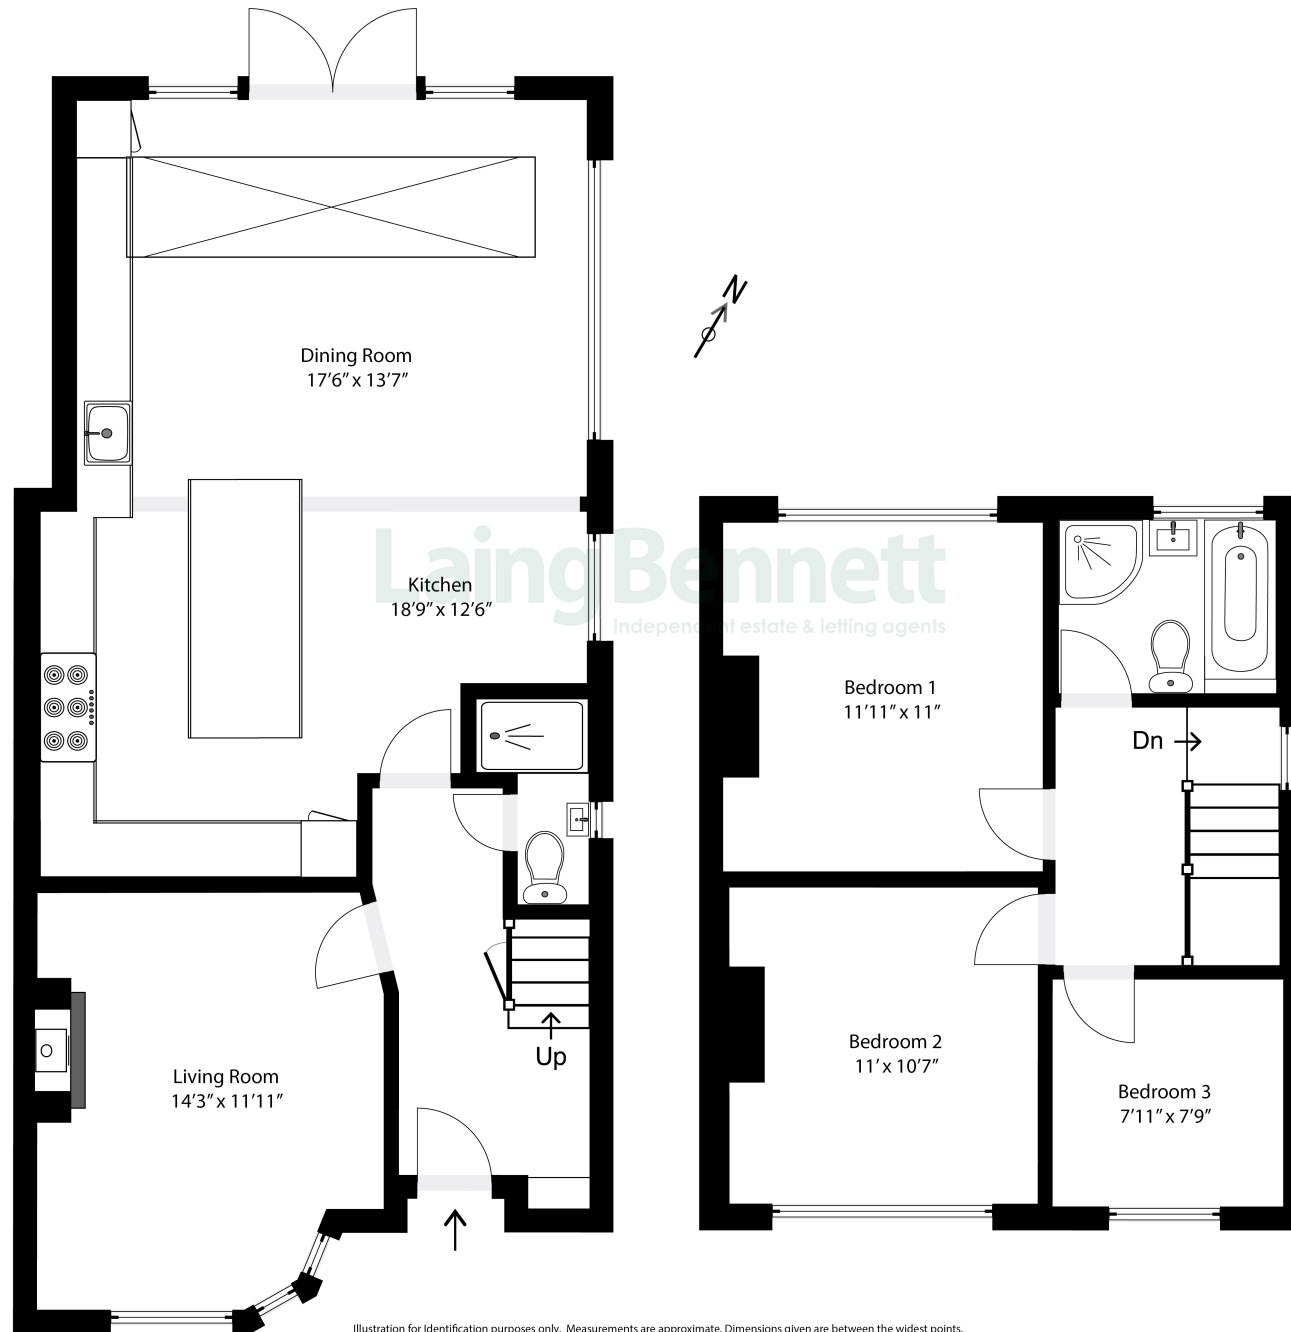 N
Dining Room
17’6” x 13’7”
LaingBennett
Independent estate & letting agents
Kitchen
18’9” x 12’6”
Bedroom 1
11’11” x 11”
Dn
Bedroom 2
11’ x 10’7”
Up
Living Room
14’3” x 11’11”
Bedroom 3
7’11” x 7’9”
Illustration for Identification purposes only. Measurements are approximate. Dimensions given are between the widest points.